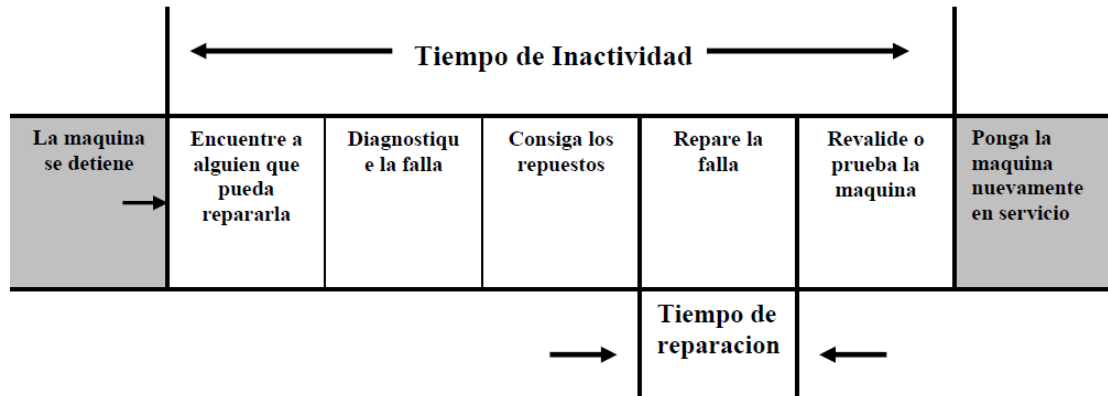 Tiempo de Inactividad
La maquina
se detiene
Encuentre a
alguien que
pueda
repararla
Diagnostiqu
e la falla
Consiga los
repuestos
Repare la
falla
Revalide o
prueba la
maquina
Ponga la
maquina
nuevamente
en servicio
Tiempo de
reparacion